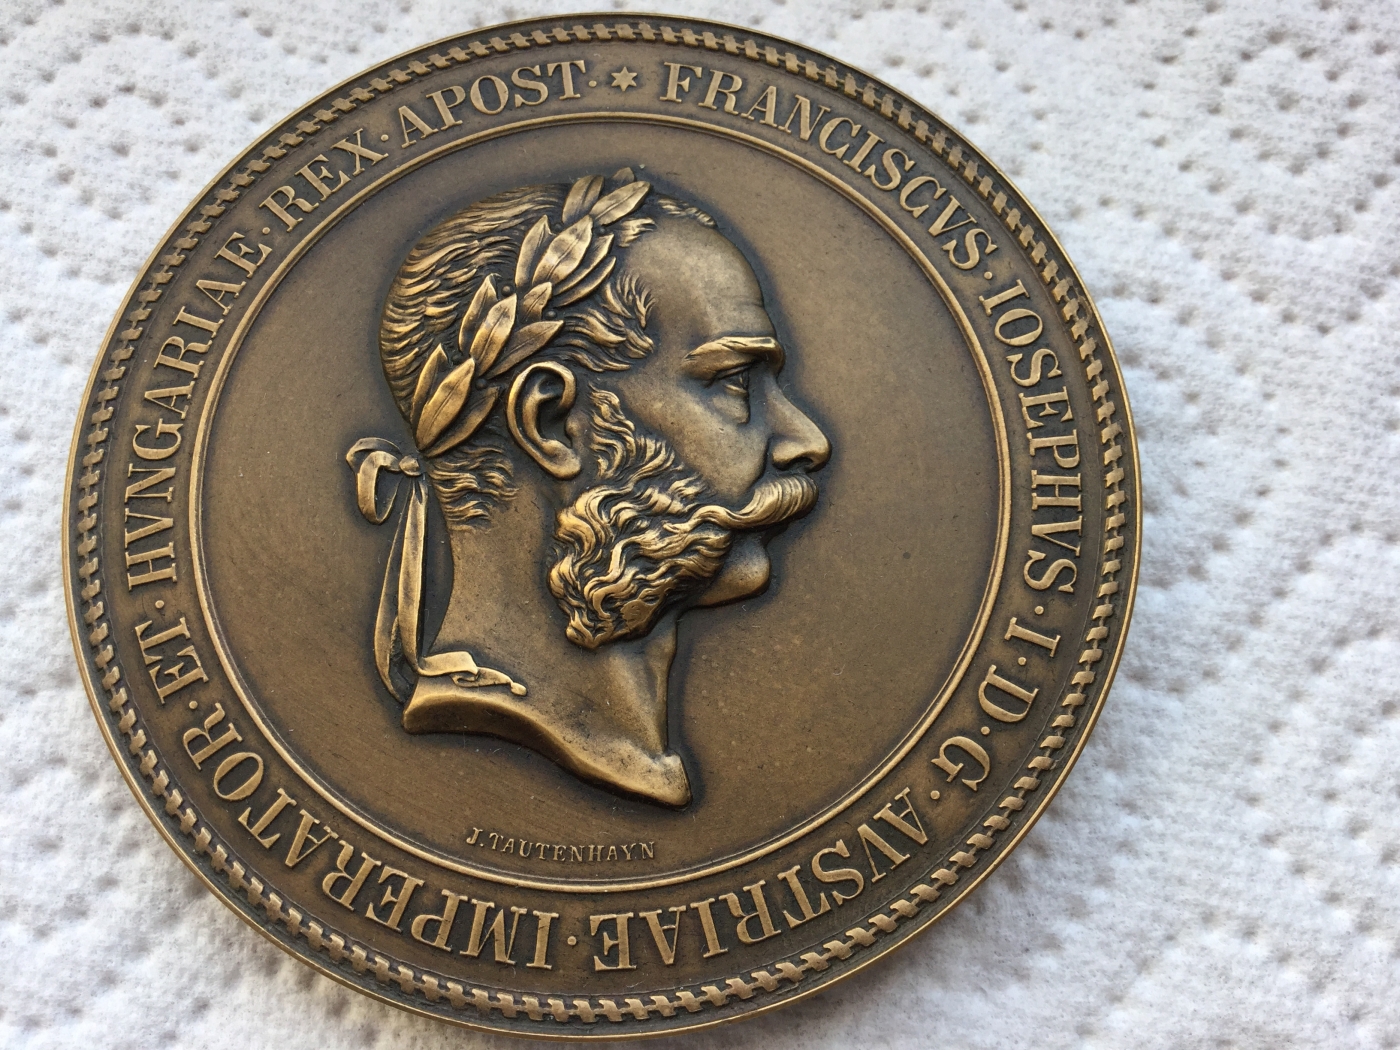 FRANCISCVS · IOSEPHVS · I · D · G · AVSTRIAE · IMPERATOR · ET · HVNGARIAE · REX · APOST · ✶
J. TAUTENHAYN